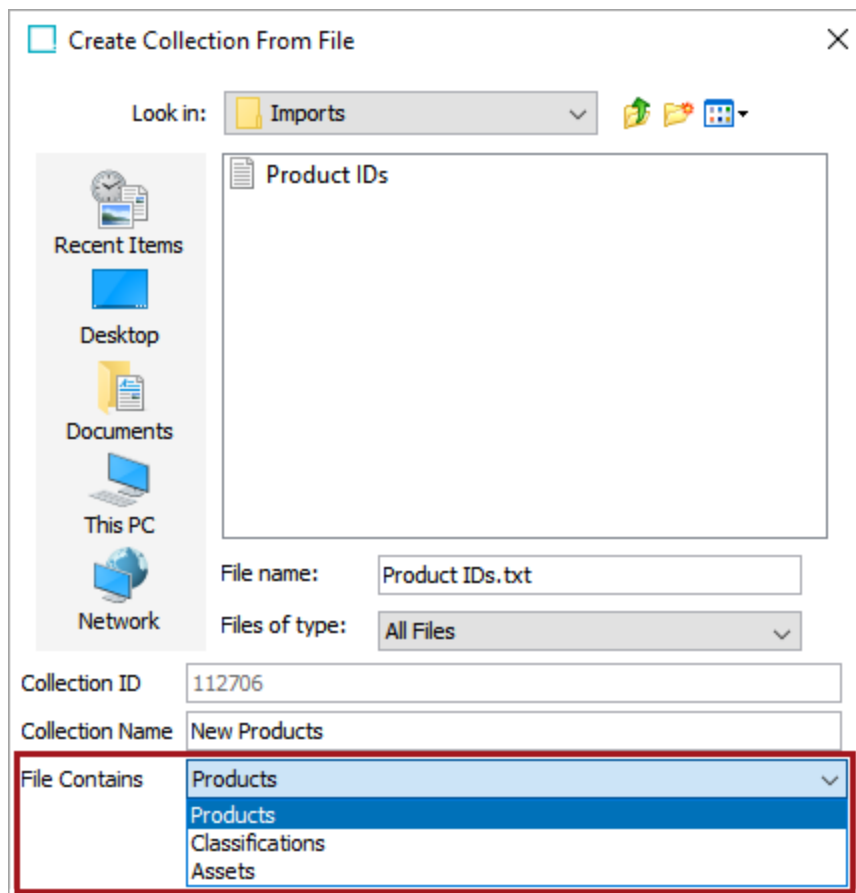 Create Collection From File
Look in: Imports
Product IDs
Recent Items
Desktop
Documents
This PC
Network
File name: Product IDs.txt
Files of type: All Files
Collection ID 112706
Collection Name New Products
File Contains Products
Products
Classifications
Assets